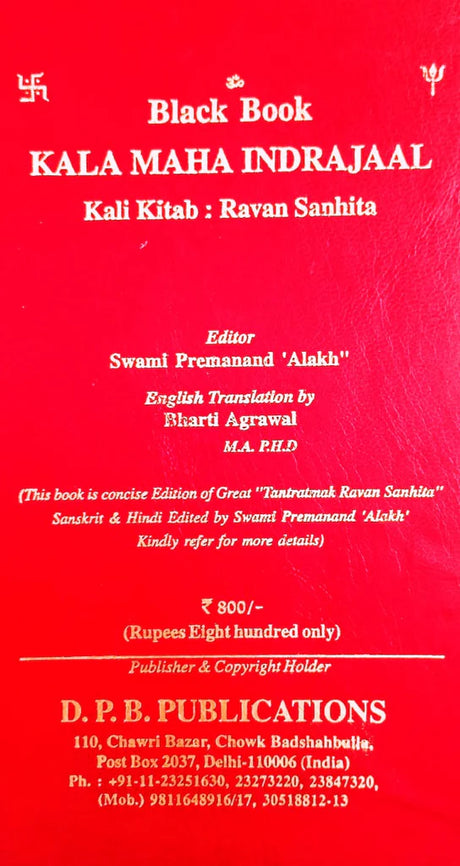 ॐ
Black Book
KALA MAHA INDRAJAAL
Kali Kitab : Ravan Sanhita
Editor
Swami Premanand 'Alakh"
English Translation by
Bharti Agrawal
M.A. P.H.D
(This book is concise Edition of Great "Tantratmak Ravan Sanhita"
Sanskrit & Hindi Edited by Swami Premanand 'Alakh'
Kindly refer for more details)
₹ 800/-
(Rupees Eight hundred only)
Publisher & Copyright Holder
D. P. B. PUBLICATIONS
110, Chawri Bazar, Chowk Badshahbulla,
Post Box 2037, Delhi-110006 (India)
Ph. : +91-11-23251630, 23273220, 23847320,
(Mob.) 9811648916/17, 30518812-13